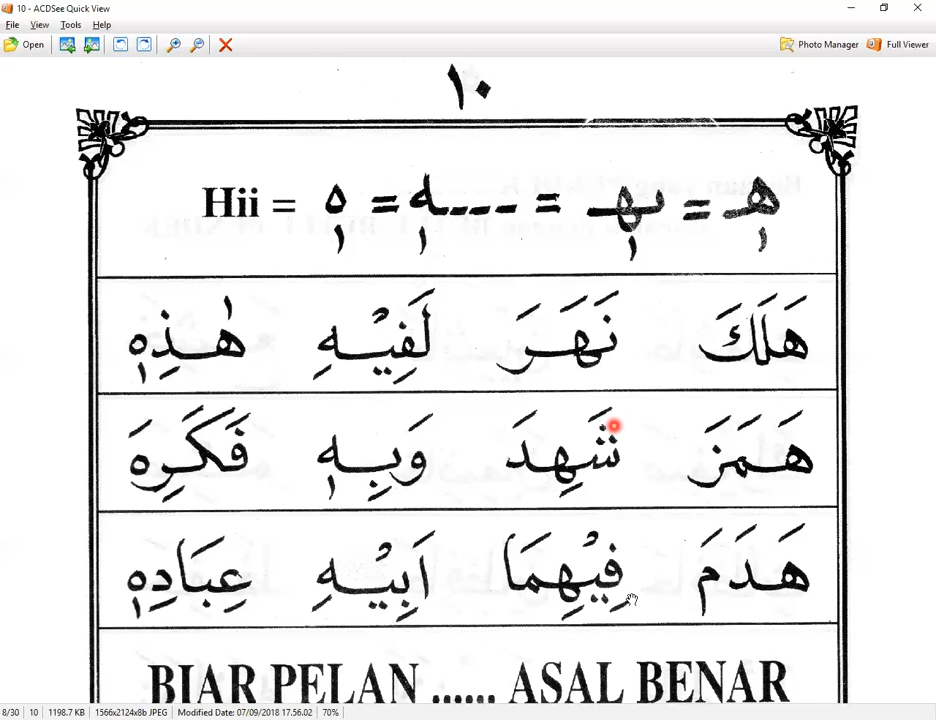 10 - ACDSee Quick View
File View Tools Help
Open Photo Manager Full Viewer
١٠
هـ = ـهـ = ـه = ه = Hii
هَلَكَ نَهَرَ لَفِيْهِ هٰذِهٖ
هَمَزَ شَهِدَ وَبِهٖ فَكَرِهَ
هَدَمَ فِيْهِمَا اَبِيْهِ عِبَادِهٖ
BIAR PELAN ...... ASAL BENAR
8/30 10 1198.7 KB 1566x2124x8b JPEG Modified Date: 07/09/2018 17.56.02 70%